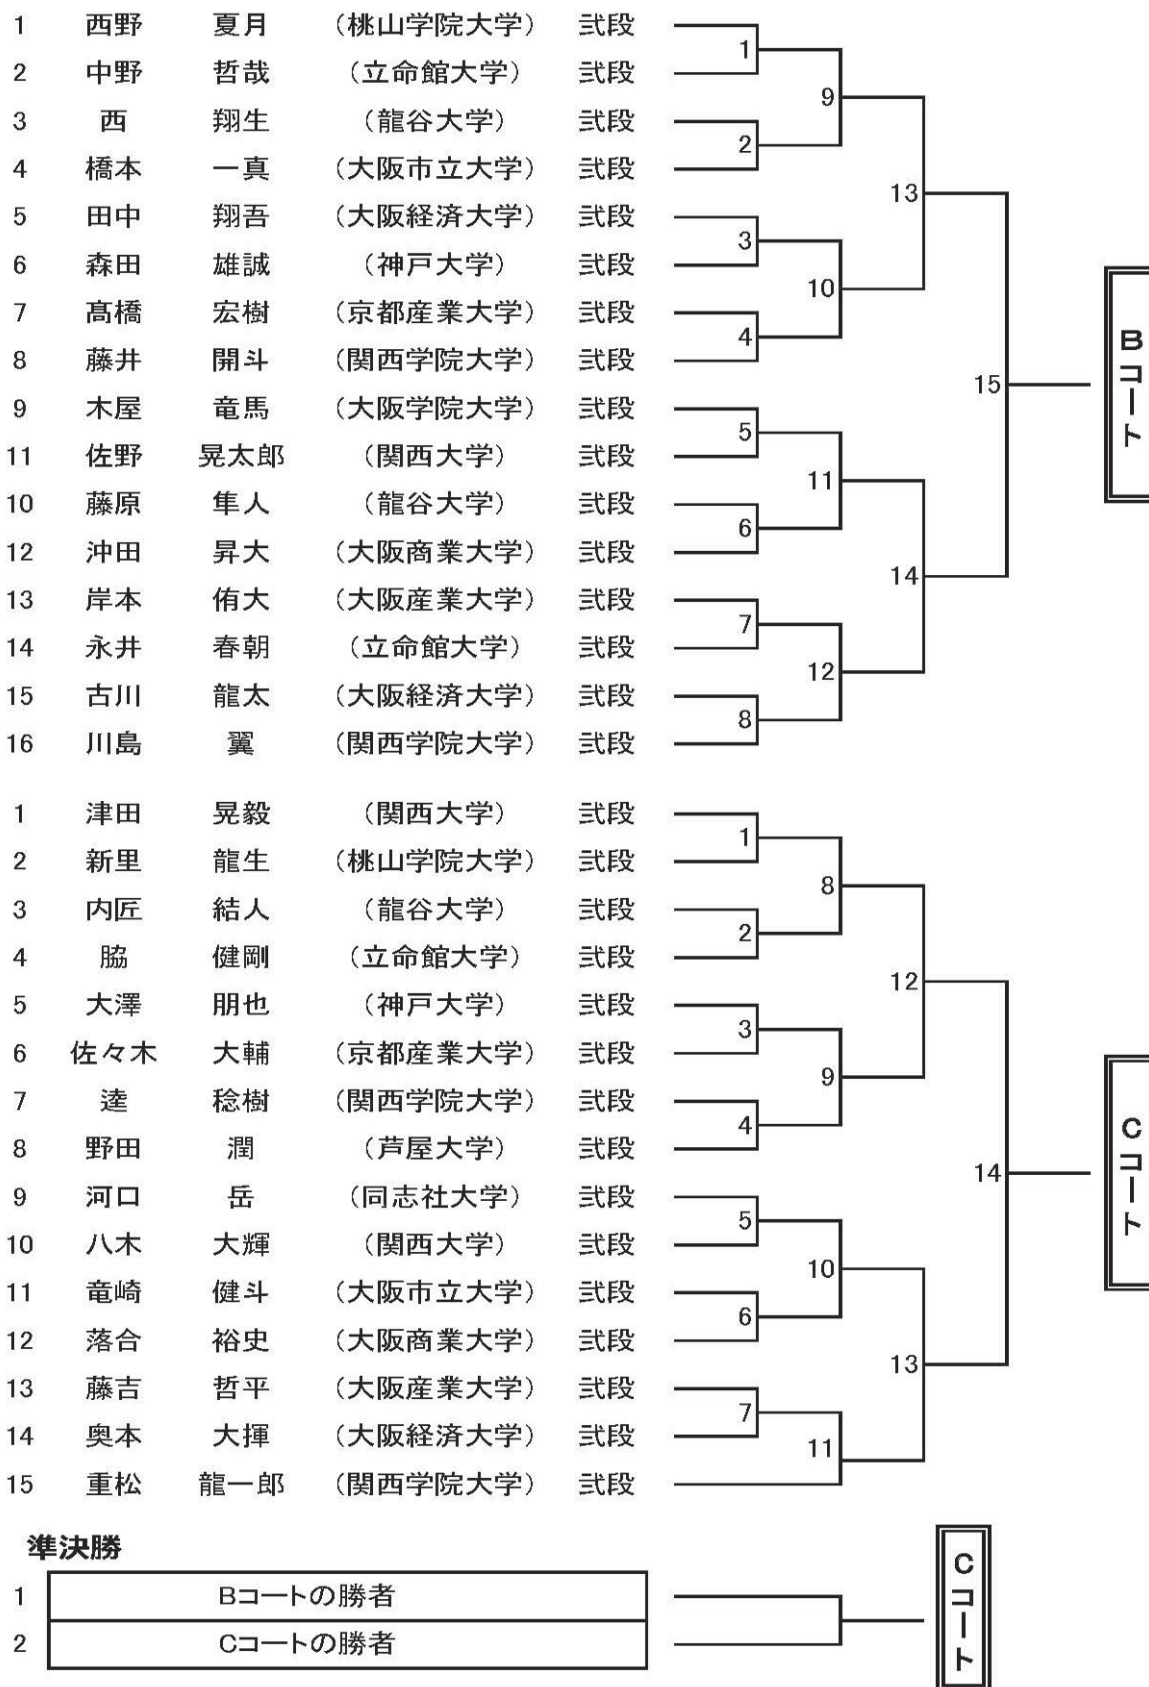 1 西野 夏月 (桃山学院大学) 弐段
2 中野 哲哉 (立命館大学) 弐段
3 西 翔生 (龍谷大学) 弐段
4 橋本 一真 (大阪市立大学) 弐段
5 田中 翔吾 (大阪経済大学) 弐段
6 森田 雄誠 (神戸大学) 弐段
7 髙橋 宏樹 (京都産業大学) 弐段
8 藤井 開斗 (関西学院大学) 弐段
9 木屋 竜馬 (大阪学院大学) 弐段
11 佐野 晃太郎 (関西大学) 弐段
10 藤原 隼人 (龍谷大学) 弐段
12 沖田 昇大 (大阪商業大学) 弐段
13 岸本 侑大 (大阪産業大学) 弐段
14 永井 春朝 (立命館大学) 弐段
15 古川 龍太 (大阪経済大学) 弐段
16 川島 翼 (関西学院大学) 弐段
1
2
3
4
5
6
7
8
9
10
11
12
13
14
15
Bコート
1 津田 晃毅 (関西大学) 弐段
2 新里 龍生 (桃山学院大学) 弐段
3 内匠 結人 (龍谷大学) 弐段
4 脇 健剛 (立命館大学) 弐段
5 大澤 朋也 (神戸大学) 弐段
6 佐々木 大輔 (京都産業大学) 弐段
7 逵 稔樹 (関西学院大学) 弐段
8 野田 潤 (芦屋大学) 弐段
9 河口 岳 (同志社大学) 弐段
10 八木 大輝 (関西大学) 弐段
11 竜崎 健斗 (大阪市立大学) 弐段
12 落合 裕史 (大阪商業大学) 弐段
13 藤吉 哲平 (大阪産業大学) 弐段
14 奥本 大揮 (大阪経済大学) 弐段
15 重松 龍一郎 (関西学院大学) 弐段
1
2
3
4
5
6
7
8
9
10
11
12
13
14
Cコート
準決勝
1 Bコートの勝者
2 Cコートの勝者
Cコート